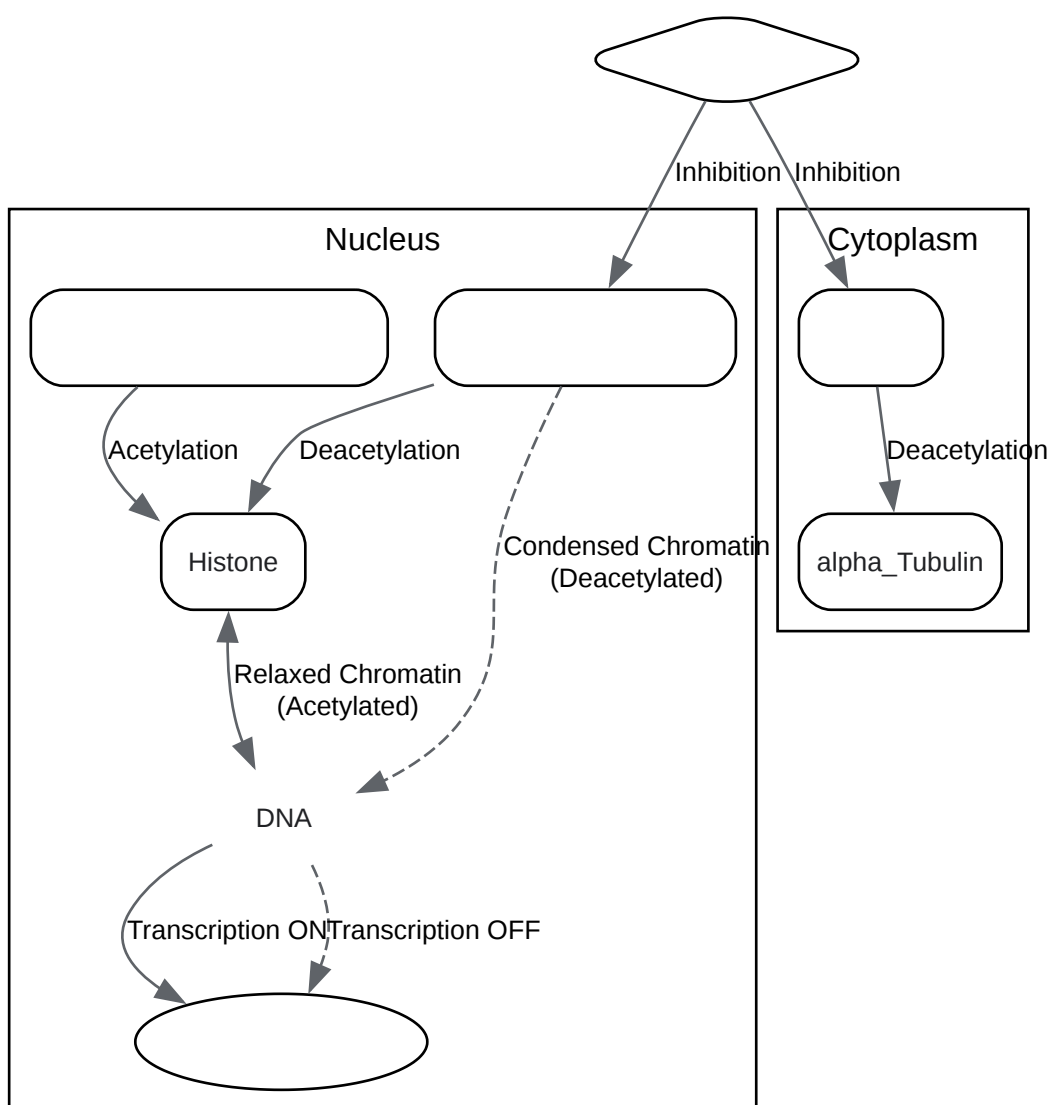 Inhibition
Inhibition
Nucleus
Cytoplasm
Acetylation
Deacetylation
Deacetylation
Histone
Condensed Chromatin
(Deacetylated)
alpha_Tubulin
Relaxed Chromatin
(Acetylated)
DNA
Transcription ON
Transcription OFF